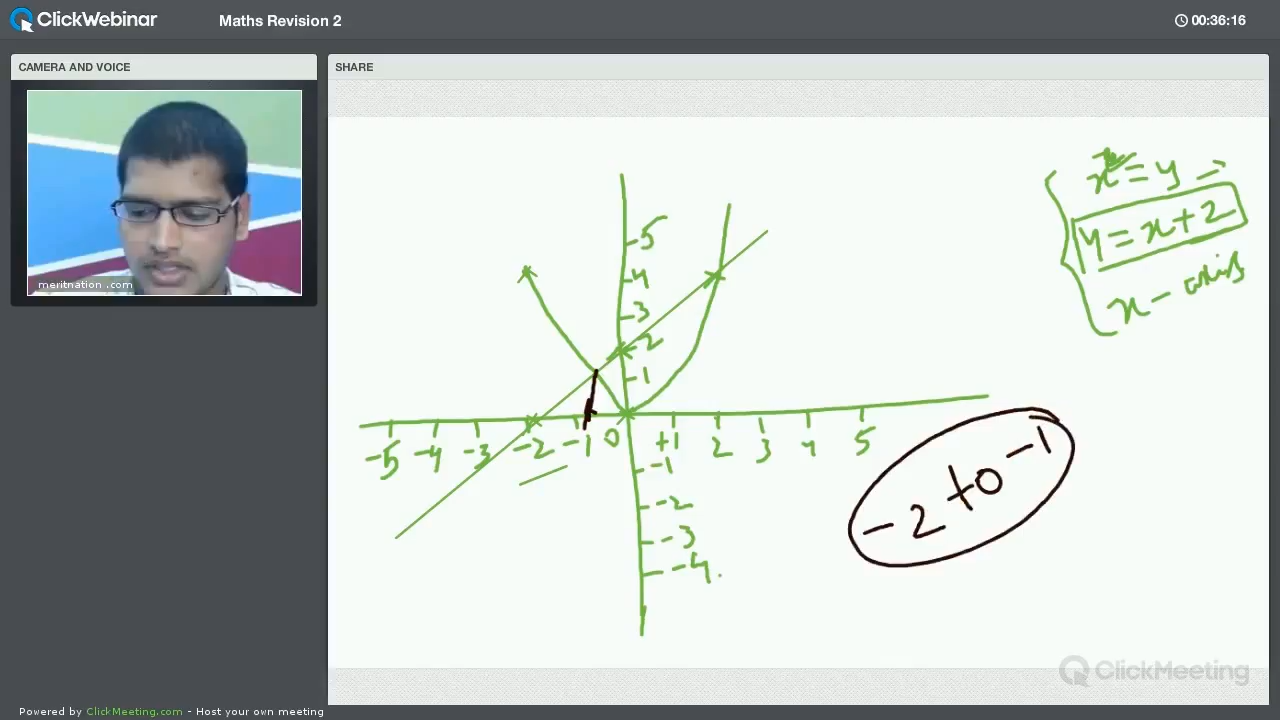 ClickWebinar
Maths Revision 2
00:36:16
CAMERA AND VOICE
SHARE
meritnation .com
x² = y
y = x + 2
x - axis
5
4
3
2
1
-5 -4 -3 -2 -1 0 +1 2 3 4 5
-1
-2
-3
-4
-2 to -1
ClickMeeting
Powered by ClickMeeting.com - Host your own meeting